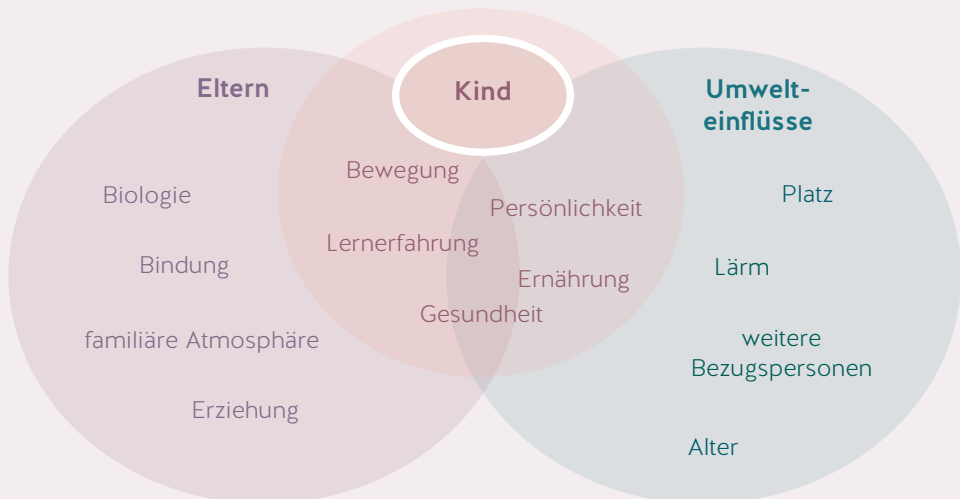 Eltern
Biologie
Bindung
familiäre Atmosphäre
Erziehung
Kind
Bewegung
Persönlichkeit
Lernerfahrung
Ernährung
Gesundheit
Umwelt-
einflüsse
Platz
Lärm
weitere
Bezugspersonen
Alter